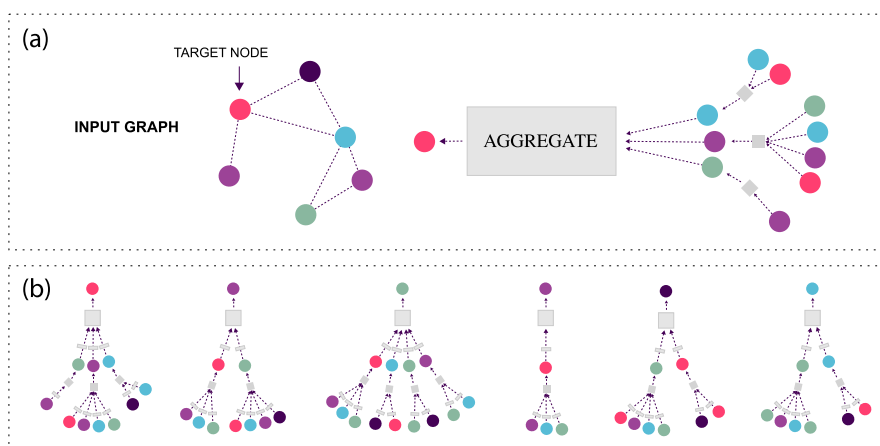 (a)
TARGET NODE
INPUT GRAPH
AGGREGATE
(b)